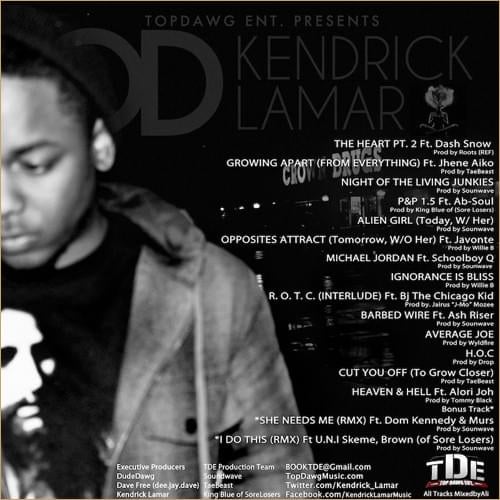 TOPDAWG ENT. PRESENTS
OD
KENDRICK
LAMAR
CROWN DRUGS
THE HEART PT. 2 Ft. Dash Snow
Prod by Roots (REF)
GROWING APART (FROM EVERYTHING) Ft. Jhene Aiko
Prod by TaeBeast
NIGHT OF THE LIVING JUNKIES
Prod by Sounwave
P&P 1.5 Ft. Ab-Soul
Prod by King Blue of (Sore Losers)
ALIEN GIRL (Today, W/ Her)
Prod by Sounwave
OPPOSITES ATTRACT (Tomorrow, W/O Her) Ft. Javonte
Prod by Willie B
MICHAEL JORDAN Ft. Schoolboy Q
Prod by Sounwave
IGNORANCE IS BLISS
Prod by Willie B
R. O. T. C. (INTERLUDE) Ft. Bj The Chicago Kid
Prod by. Jairus "J-Mo" Mozee
BARBED WIRE Ft. Ash Riser
Prod by Sounwave
AVERAGE JOE
Prod by Wyldfire
H.O.C
Prod by Drop
CUT YOU OFF (To Grow Closer)
Prod by TaeBeast
HEAVEN & HELL Ft. Alori Joh
Prod by Tommy Black
Bonus Track*
*SHE NEEDS ME (RMX) Ft. Dom Kennedy & Murs
Prod by Sounwave
*I DO THIS (RMX) Ft U.N.I Skeme, Brown (of Sore Losers)
Prod by Sounwave
Executive Producers
DudeDawg
Dave Free (dee.jay.dave)
Kendrick Lamar
TDE Production Team
Soundwave
TaeBeast
King Blue of SoreLosers
BOOKTDE@Gmail.com
TopDawgMusic.com
Twitter.com/Kendrick_Lamar
Facebook.com/KendrickLamarMusic
TDE
TOP DAWG ENT.
All Tracks MixedbyAli